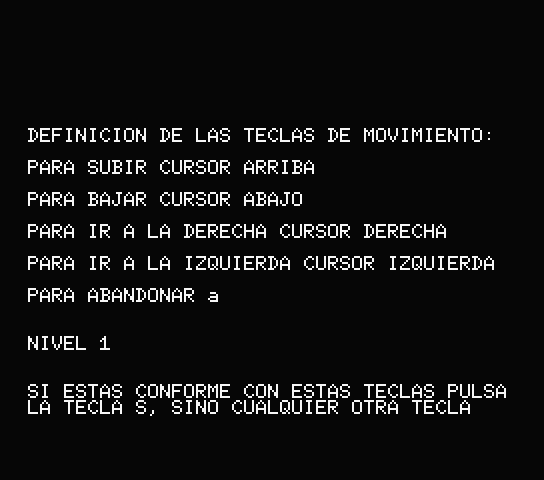 DEFINICION DE LAS TECLAS DE MOVIMIENTO:
PARA SUBIR CURSOR ARRIBA
PARA BAJAR CURSOR ABAJO
PARA IR A LA DERECHA CURSOR DERECHA
PARA IR A LA IZQUIERDA CURSOR IZQUIERDA
PARA ABANDONAR a
NIVEL 1
SI ESTAS CONFORME CON ESTAS TECLAS PULSA
LA TECLA S, SINO CUALQUIER OTRA TECLA